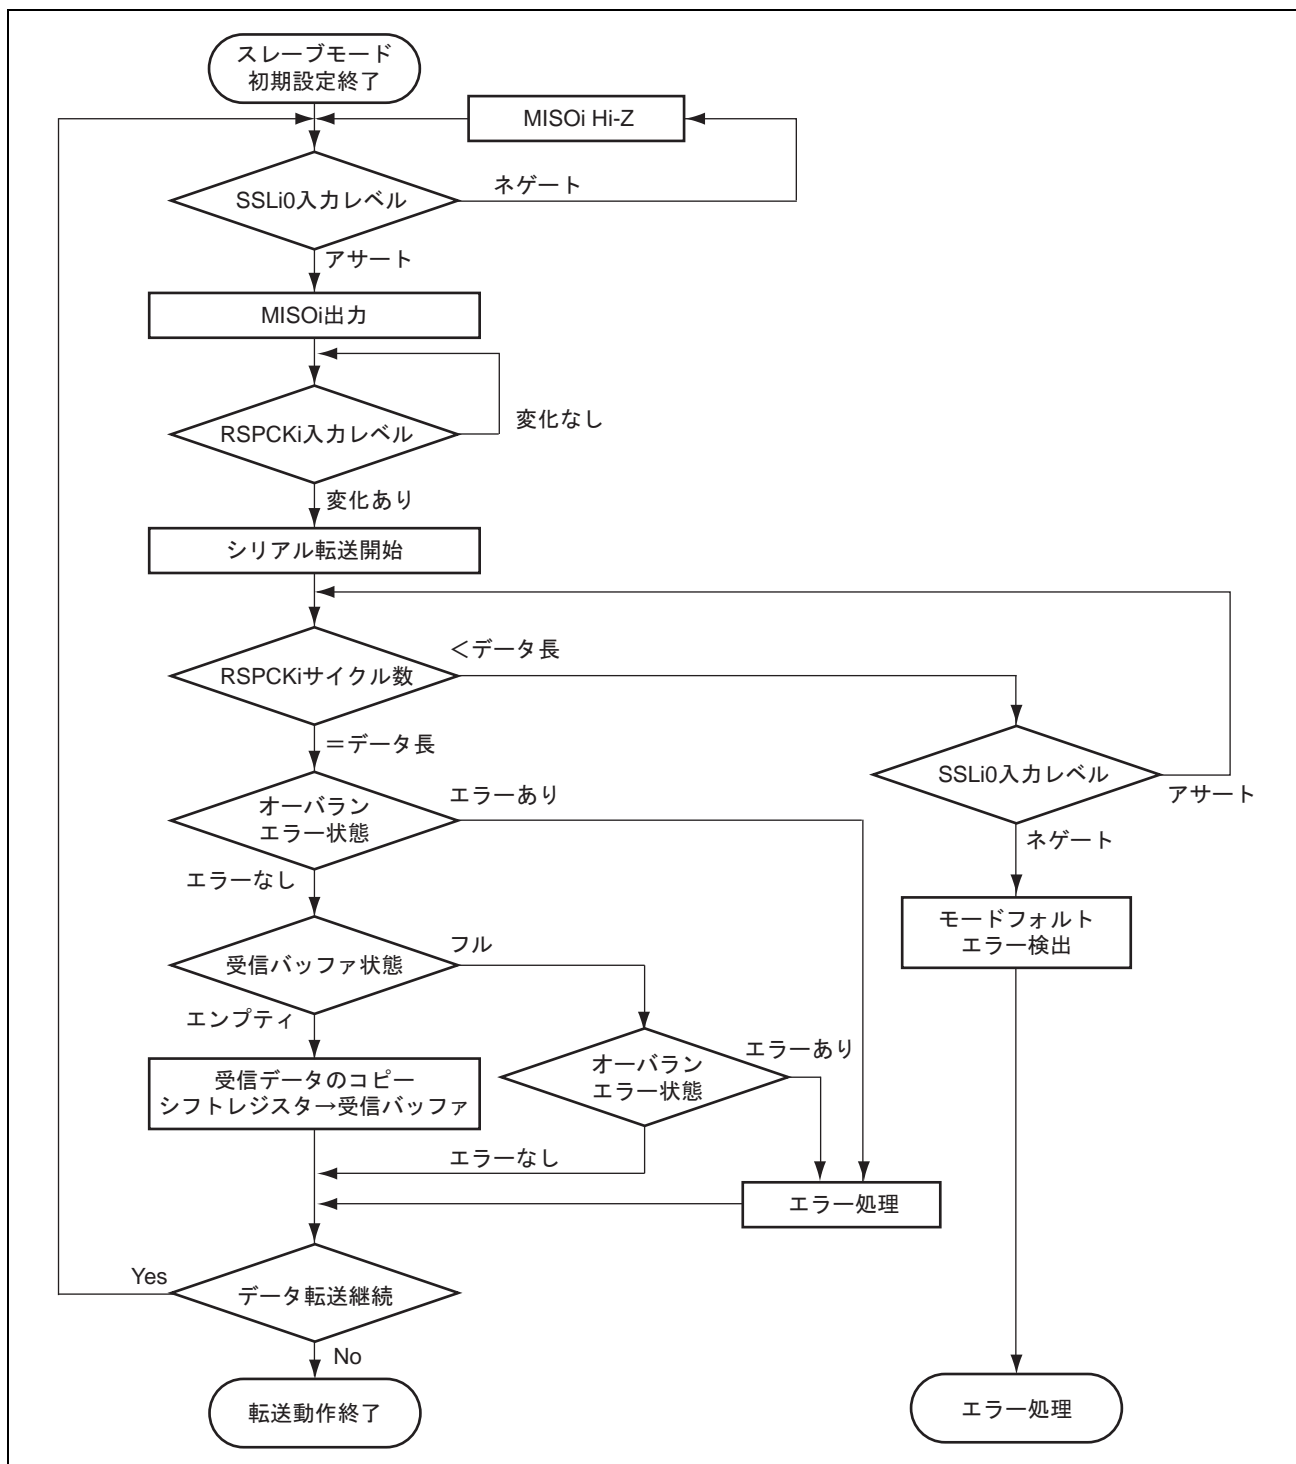 スレーブモード
初期設定終了
MISOi Hi-Z
SSLi0入力レベル
ネゲート
アサート
MISOi出力
RSPCKi入力レベル
変化なし
変化あり
シリアル転送開始
RSPCKiサイクル数
＜データ長
＝データ長
SSLi0入力レベル
アサート
ネゲート
オーバラン
エラー状態
エラーあり
エラーなし
モードフォルト
エラー検出
受信バッファ状態
フル
エンプティ
オーバラン
エラー状態
エラーあり
受信データのコピー
シフトレジスタ→受信バッファ
エラーなし
エラー処理
Yes
データ転送継続
No
転送動作終了
エラー処理